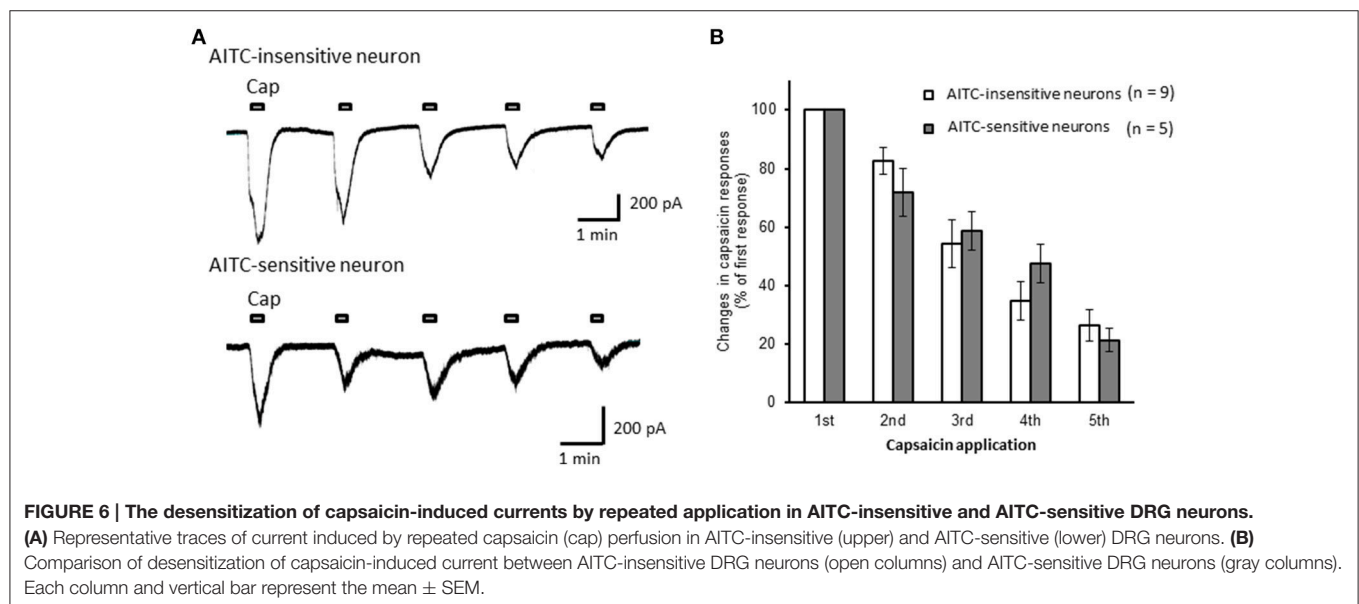 A
AITC-insensitive neuron
Cap
200 pA
1 min
AITC-sensitive neuron
Cap
200 pA
1 min
B
AITC-insensitive neurons (n = 9)
AITC-sensitive neurons (n = 5)
Changes in capsaicin responses
(% of first response)
100
80
60
40
20
0
1st 2nd 3rd 4th 5th
Capsaicin application
FIGURE 6 | The desensitization of capsaicin-induced currents by repeated application in AITC-insensitive and AITC-sensitive DRG neurons.
(A) Representative traces of current induced by repeated capsaicin (cap) perfusion in AITC-insensitive (upper) and AITC-sensitive (lower) DRG neurons. (B)
Comparison of desensitization of capsaicin-induced current between AITC-insensitive DRG neurons (open columns) and AITC-sensitive DRG neurons (gray columns).
Each column and vertical bar represent the mean ± SEM.